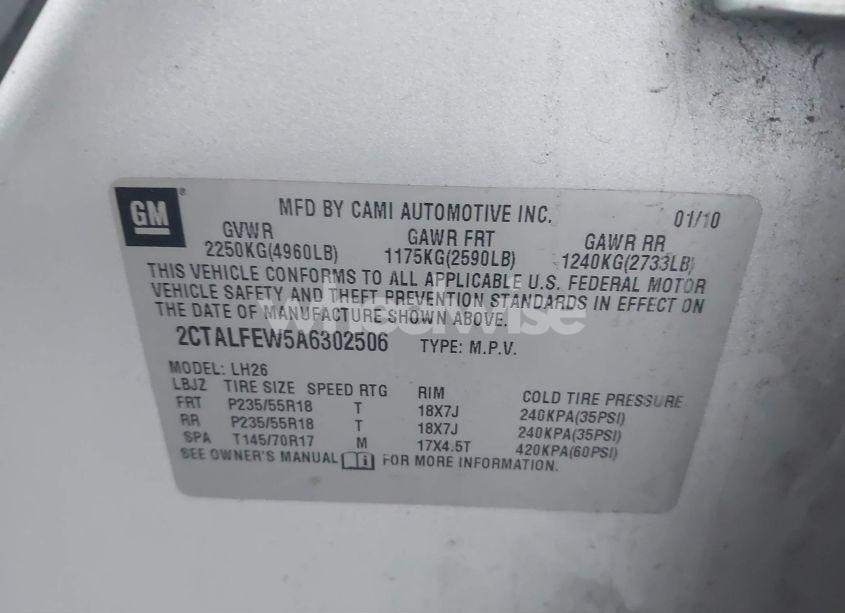 GM®
MFD BY CAMI AUTOMOTIVE INC. 01/10
GVWR GAWR FRT GAWR RR
2250KG(4960LB) 1175KG(2590LB) 1240KG(2733LB)
THIS VEHICLE CONFORMS TO ALL APPLICABLE U.S. FEDERAL MOTOR
VEHICLE SAFETY AND THEFT PREVENTION STANDARDS IN EFFECT ON
THE DATE OF MANUFACTURE SHOWN ABOVE.
wheelwise
2CTALFEW5A6302506 TYPE: M.P.V.
MODEL: LH26
LBJZ TIRE SIZE SPEED RTG RIM COLD TIRE PRESSURE
FRT P235/55R18 T 18X7J 240KPA(35PSI)
RR P235/55R18 T 18X7J 240KPA(35PSI)
SPA T145/70R17 M 17X4.5T 420KPA(60PSI)
SEE OWNER'S MANUAL i FOR MORE INFORMATION.